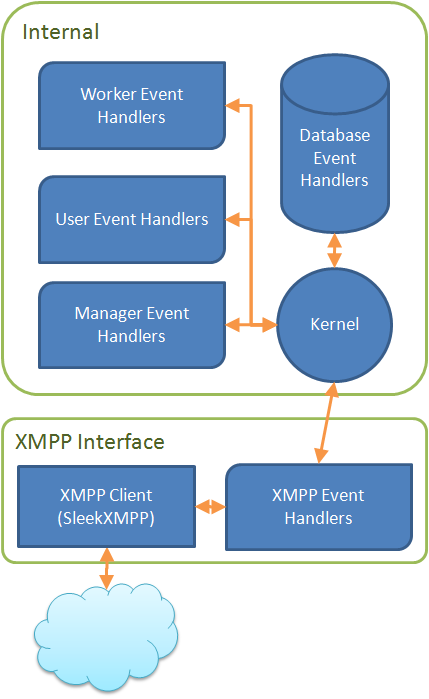 Internal
Worker Event
Handlers
Database
Event
Handlers
User Event Handlers
Manager Event
Handlers
Kernel
XMPP Interface
XMPP Client
(SleekXMPP)
XMPP Event
Handlers